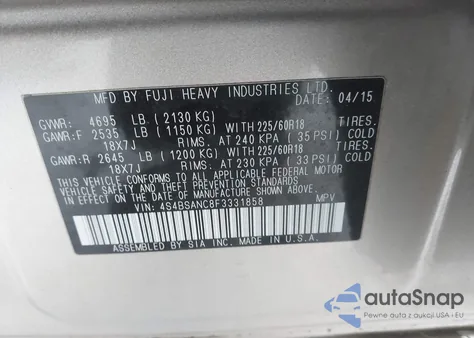 MFD BY FUJI HEAVY INDUSTRIES LTD.
DATE: 04/15
GVWR: 4695 LB (2130 KG)
GAWR:F 2535 LB (1150 KG) WITH 225/60R18 TIRES.
18X7J RIMS. AT 240 KPA (35 PSI) COLD
GAWR:R 2645 LB (1200 KG) WITH 225/60R18 TIRES.
18X7J RIMS. AT 230 KPA (33 PSI) COLD
THIS VEHICLE CONFORMS TO ALL APPLICABLE FEDERAL MOTOR
VEHICLE SAFETY, BUMPER, AND THEFT PREVENTION STANDARDS
IN EFFECT ON THE DATE OF MANUFACTURE SHOWN ABOVE.
VIN: 4S4BSANC8F3331858 MPV
ASSEMBLED BY SIA INC. MADE IN U.S.A.
autoSnap
Pewne auta z aukcji USA i EU